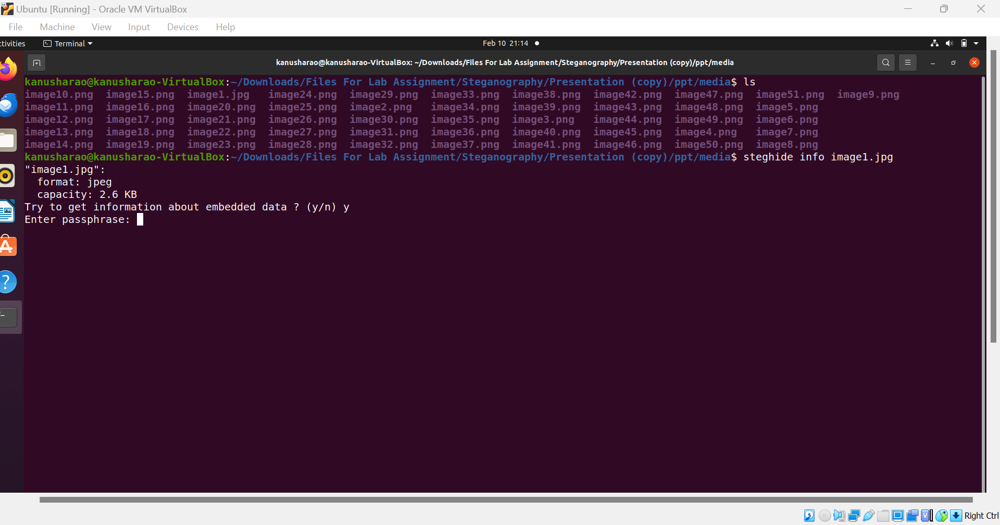 Ubuntu [Running] - Oracle VM VirtualBox
File Machine View Input Devices Help
ctivities Terminal Feb 10 21:14
kanusharao@kanusharao-VirtualBox: ~/Downloads/Files For Lab Assignment/Steganography/Presentation (copy)/ppt/media
kanusharao@kanusharao-VirtualBox:~/Downloads/Files For Lab Assignment/Steganography/Presentation (copy)/ppt/media$ ls
image10.png image15.png image1.jpg image24.png image29.png image33.png image38.png image42.png image47.png image51.png image9.png
image11.png image16.png image20.png image25.png image2.png image34.png image39.png image43.png image48.png image5.png
image12.png image17.png image21.png image26.png image30.png image35.png image3.png image44.png image49.png image6.png
image13.png image18.png image22.png image27.png image31.png image36.png image40.png image45.png image4.png image7.png
image14.png image19.png image23.png image28.png image32.png image37.png image41.png image46.png image50.png image8.png
kanusharao@kanusharao-VirtualBox:~/Downloads/Files For Lab Assignment/Steganography/Presentation (copy)/ppt/media$ steghide info image1.jpg
"image1.jpg":
format: jpeg
capacity: 2.6 KB
Try to get information about embedded data ? (y/n) y
Enter passphrase:
Right Ctrl